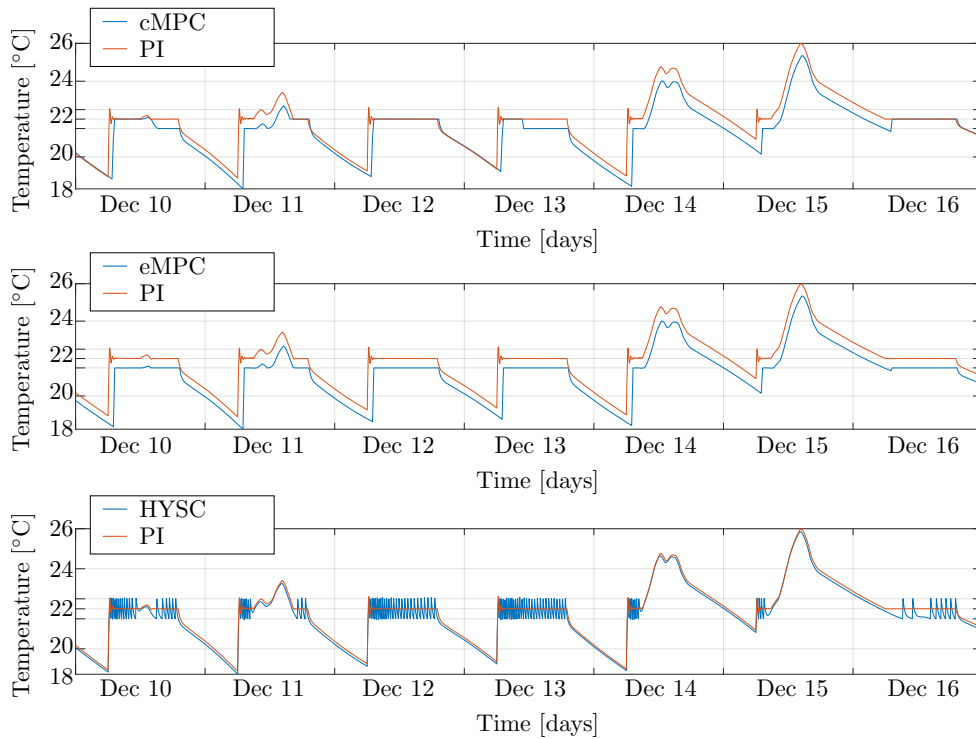 cMPC
PI
Temperature [°C]
26
24
22
20
18
Dec 10 Dec 11 Dec 12 Dec 13 Dec 14 Dec 15 Dec 16
Time [days]
eMPC
PI
Temperature [°C]
26
24
22
20
18
Dec 10 Dec 11 Dec 12 Dec 13 Dec 14 Dec 15 Dec 16
Time [days]
HYSC
PI
Temperature [°C]
26
24
22
20
18
Dec 10 Dec 11 Dec 12 Dec 13 Dec 14 Dec 15 Dec 16
Time [days]